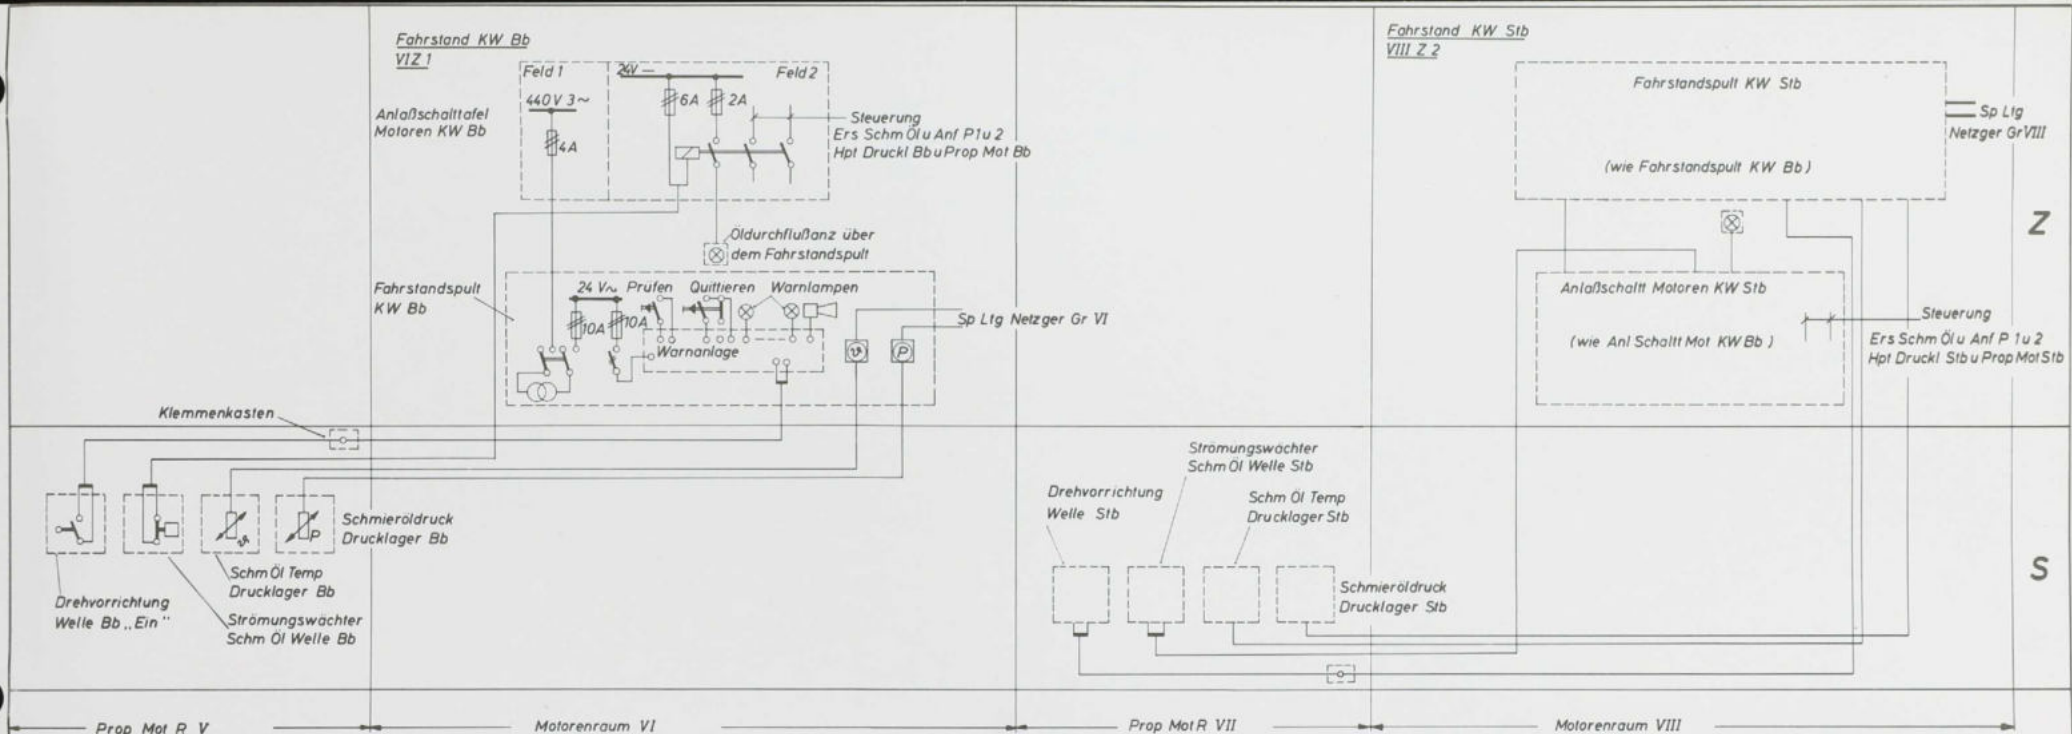 Fahrstand KW Bb
VI Z 1
Feld 1
24V —
Feld 2
440V 3~
6A
2A
4A
Anlaßschalttafel
Motoren KW Bb
Steuerung
Ers Schm Öl u Anf P 1 u 2
Hpt Druckl Bb u Prop Mot Bb
Öldurchflußanz über
dem Fahrstandspult
Fahrstandspult
KW Bb
24 V~
Prüfen
Quittieren
Warnlampen
10A
10A
Warnanlage
ϑ
P
Sp Ltg Netzger Gr VI
Klemmenkasten
ϑ
P
Schmieröldruck
Drucklager Bb
Schm Öl Temp
Drucklager Bb
Drehvorrichtung
Welle Bb „Ein"
Strömungswächter
Schm Öl Welle Bb
Fahrstand KW Stb
VIII Z 2
Fahrstandspult KW Stb
(wie Fahrstandspult KW Bb)
Sp Ltg
Netzger Gr VIII
Z
Anlaßschaltt Motoren KW Stb
(wie Anl Schaltt Mot KW Bb)
Steuerung
Ers Schm Öl u Anf P 1 u 2
Hpt Druckl Stb u Prop Mot Stb
Strömungswächter
Schm Öl Welle Stb
Drehvorrichtung
Welle Stb
Schm Öl Temp
Drucklager Stb
Schmieröldruck
Drucklager Stb
S
Prop Mot R V
Motorenraum VI
Prop Mot R VII
Motorenraum VIII